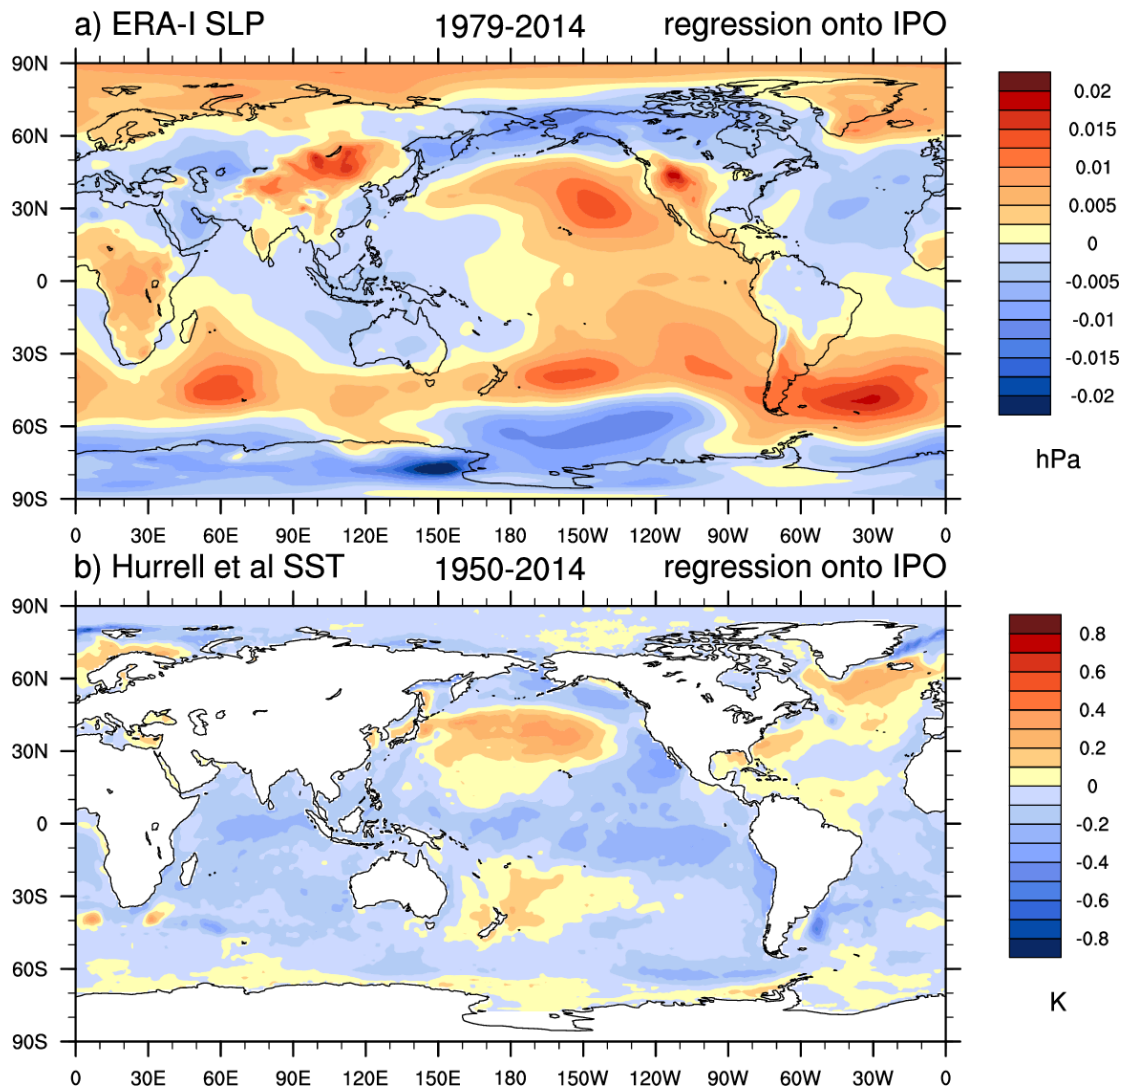 a) ERA-I SLP 1979-2014 regression onto IPO
90N
60N
30N
0
30S
60S
90S
0 30E 60E 90E 120E 150E 180 150W 120W 90W 60W 30W 0
0.02
0.015
0.01
0.005
0
-0.005
-0.01
-0.015
-0.02
hPa
b) Hurrell et al SST 1950-2014 regression onto IPO
90N
60N
30N
0
30S
60S
90S
0 30E 60E 90E 120E 150E 180 150W 120W 90W 60W 30W 0
0.8
0.6
0.4
0.2
0
-0.2
-0.4
-0.6
-0.8
K